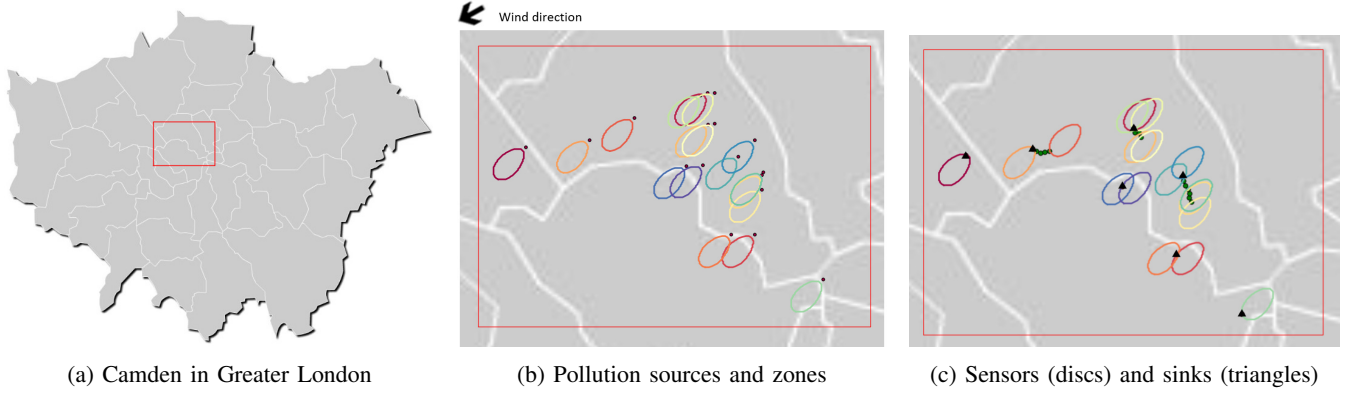 Wind direction
(a) Camden in Greater London
(b) Pollution sources and zones
(c) Sensors (discs) and sinks (triangles)